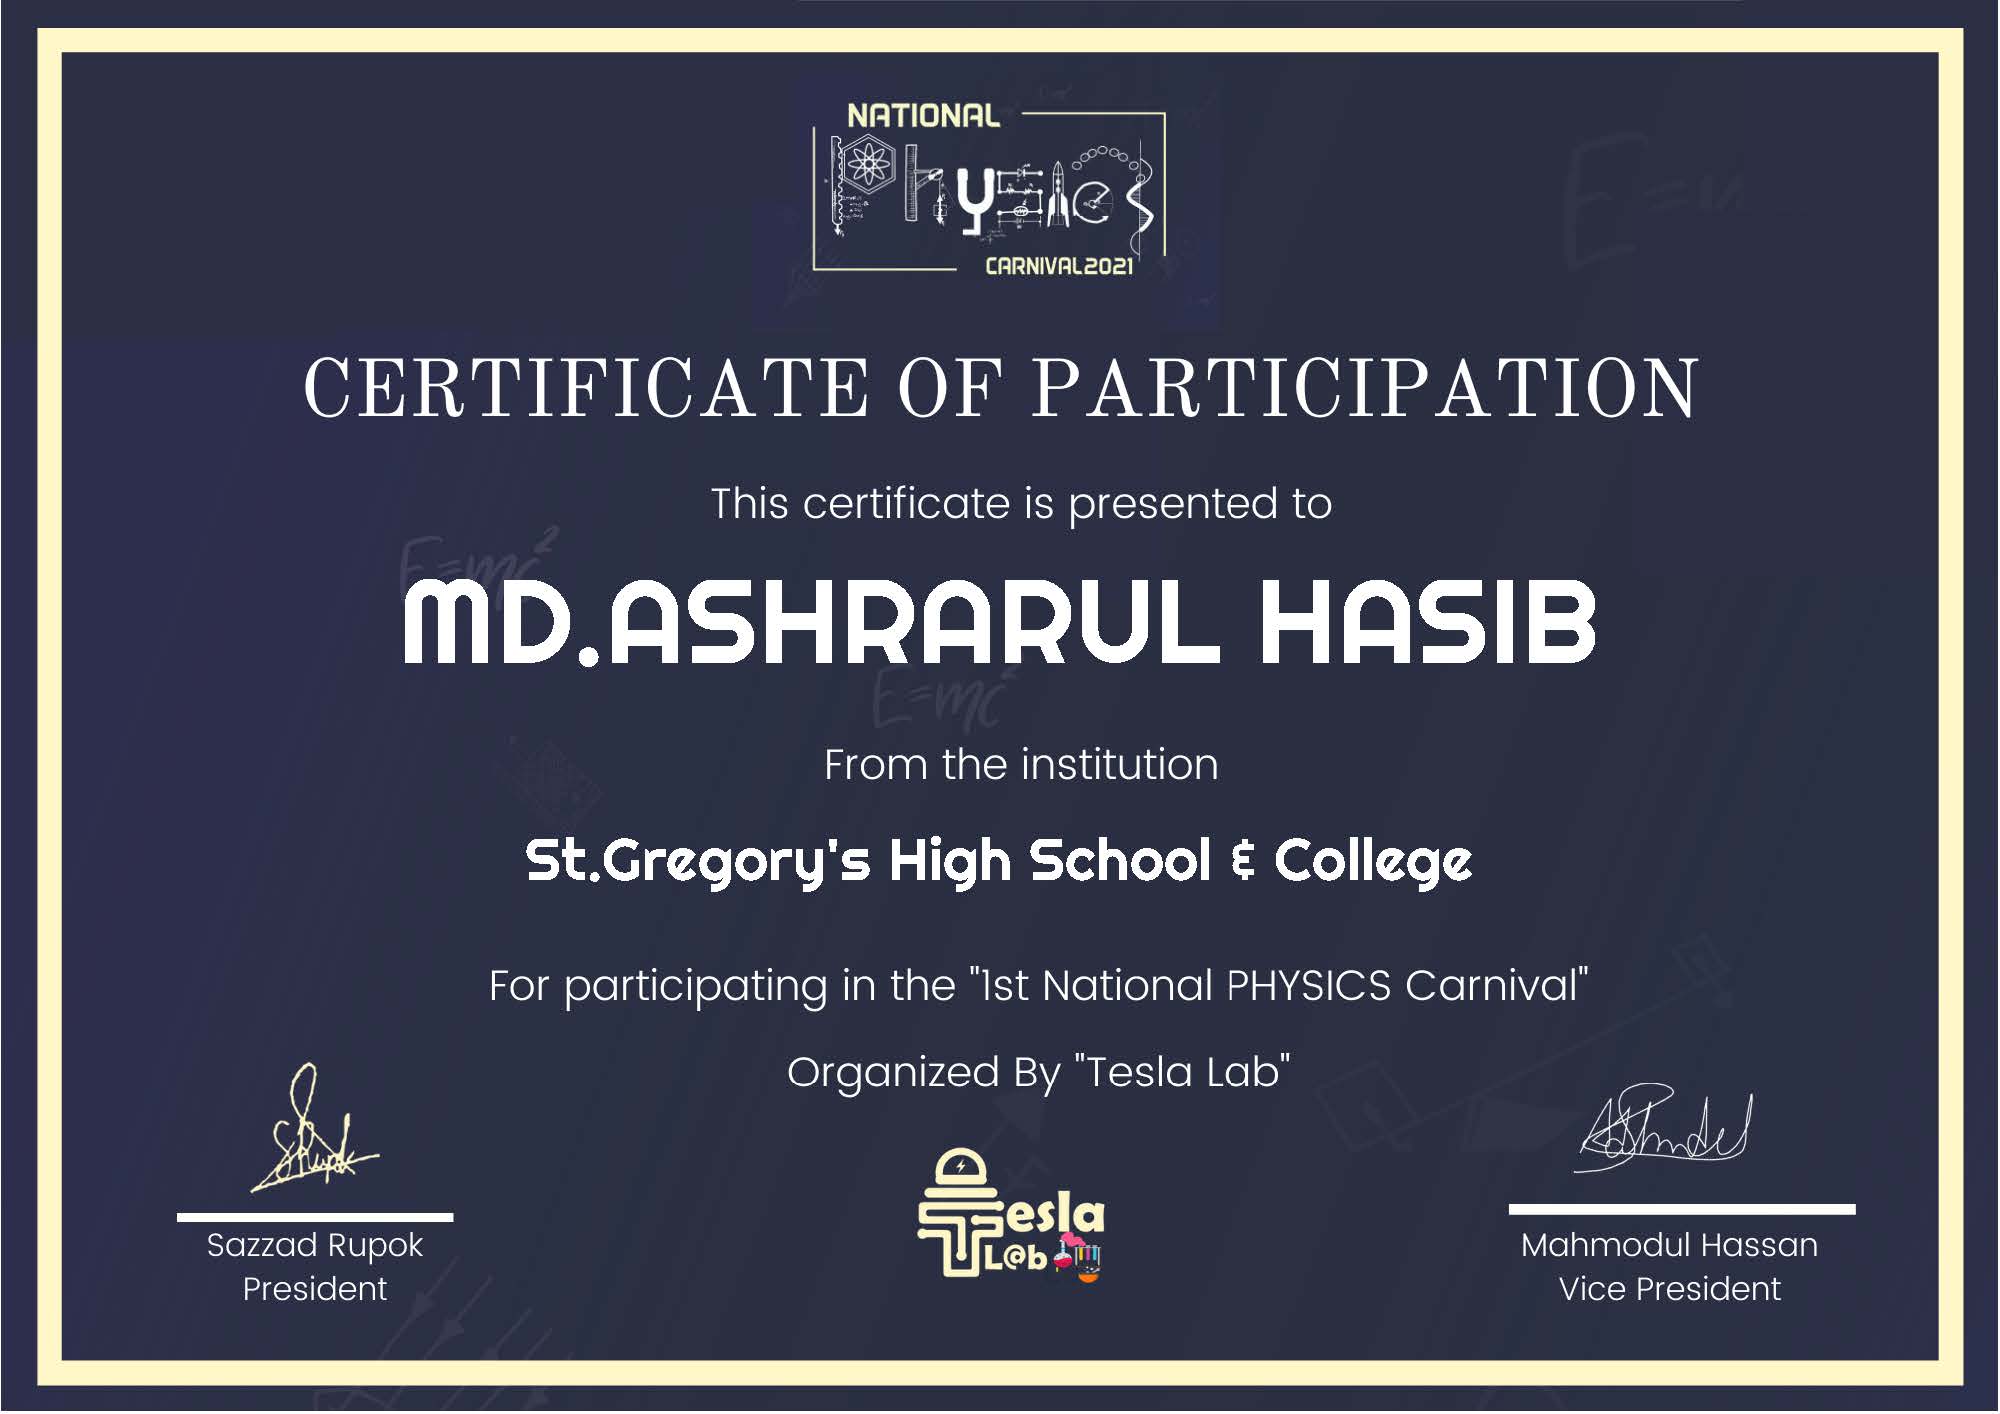 NATIONAL
Physics
CARNIVAL2021
CERTIFICATE OF PARTICIPATION
This certificate is presented to
E=mc²
MD.ASHRARUL HASIB
E=mc²
From the institution
St.Gregory's High School & College
For participating in the "1st National PHYSICS Carnival"
Organized By "Tesla Lab"
Tesla
L@b
Sazzad Rupok
President
Mahmodul Hassan
Vice President